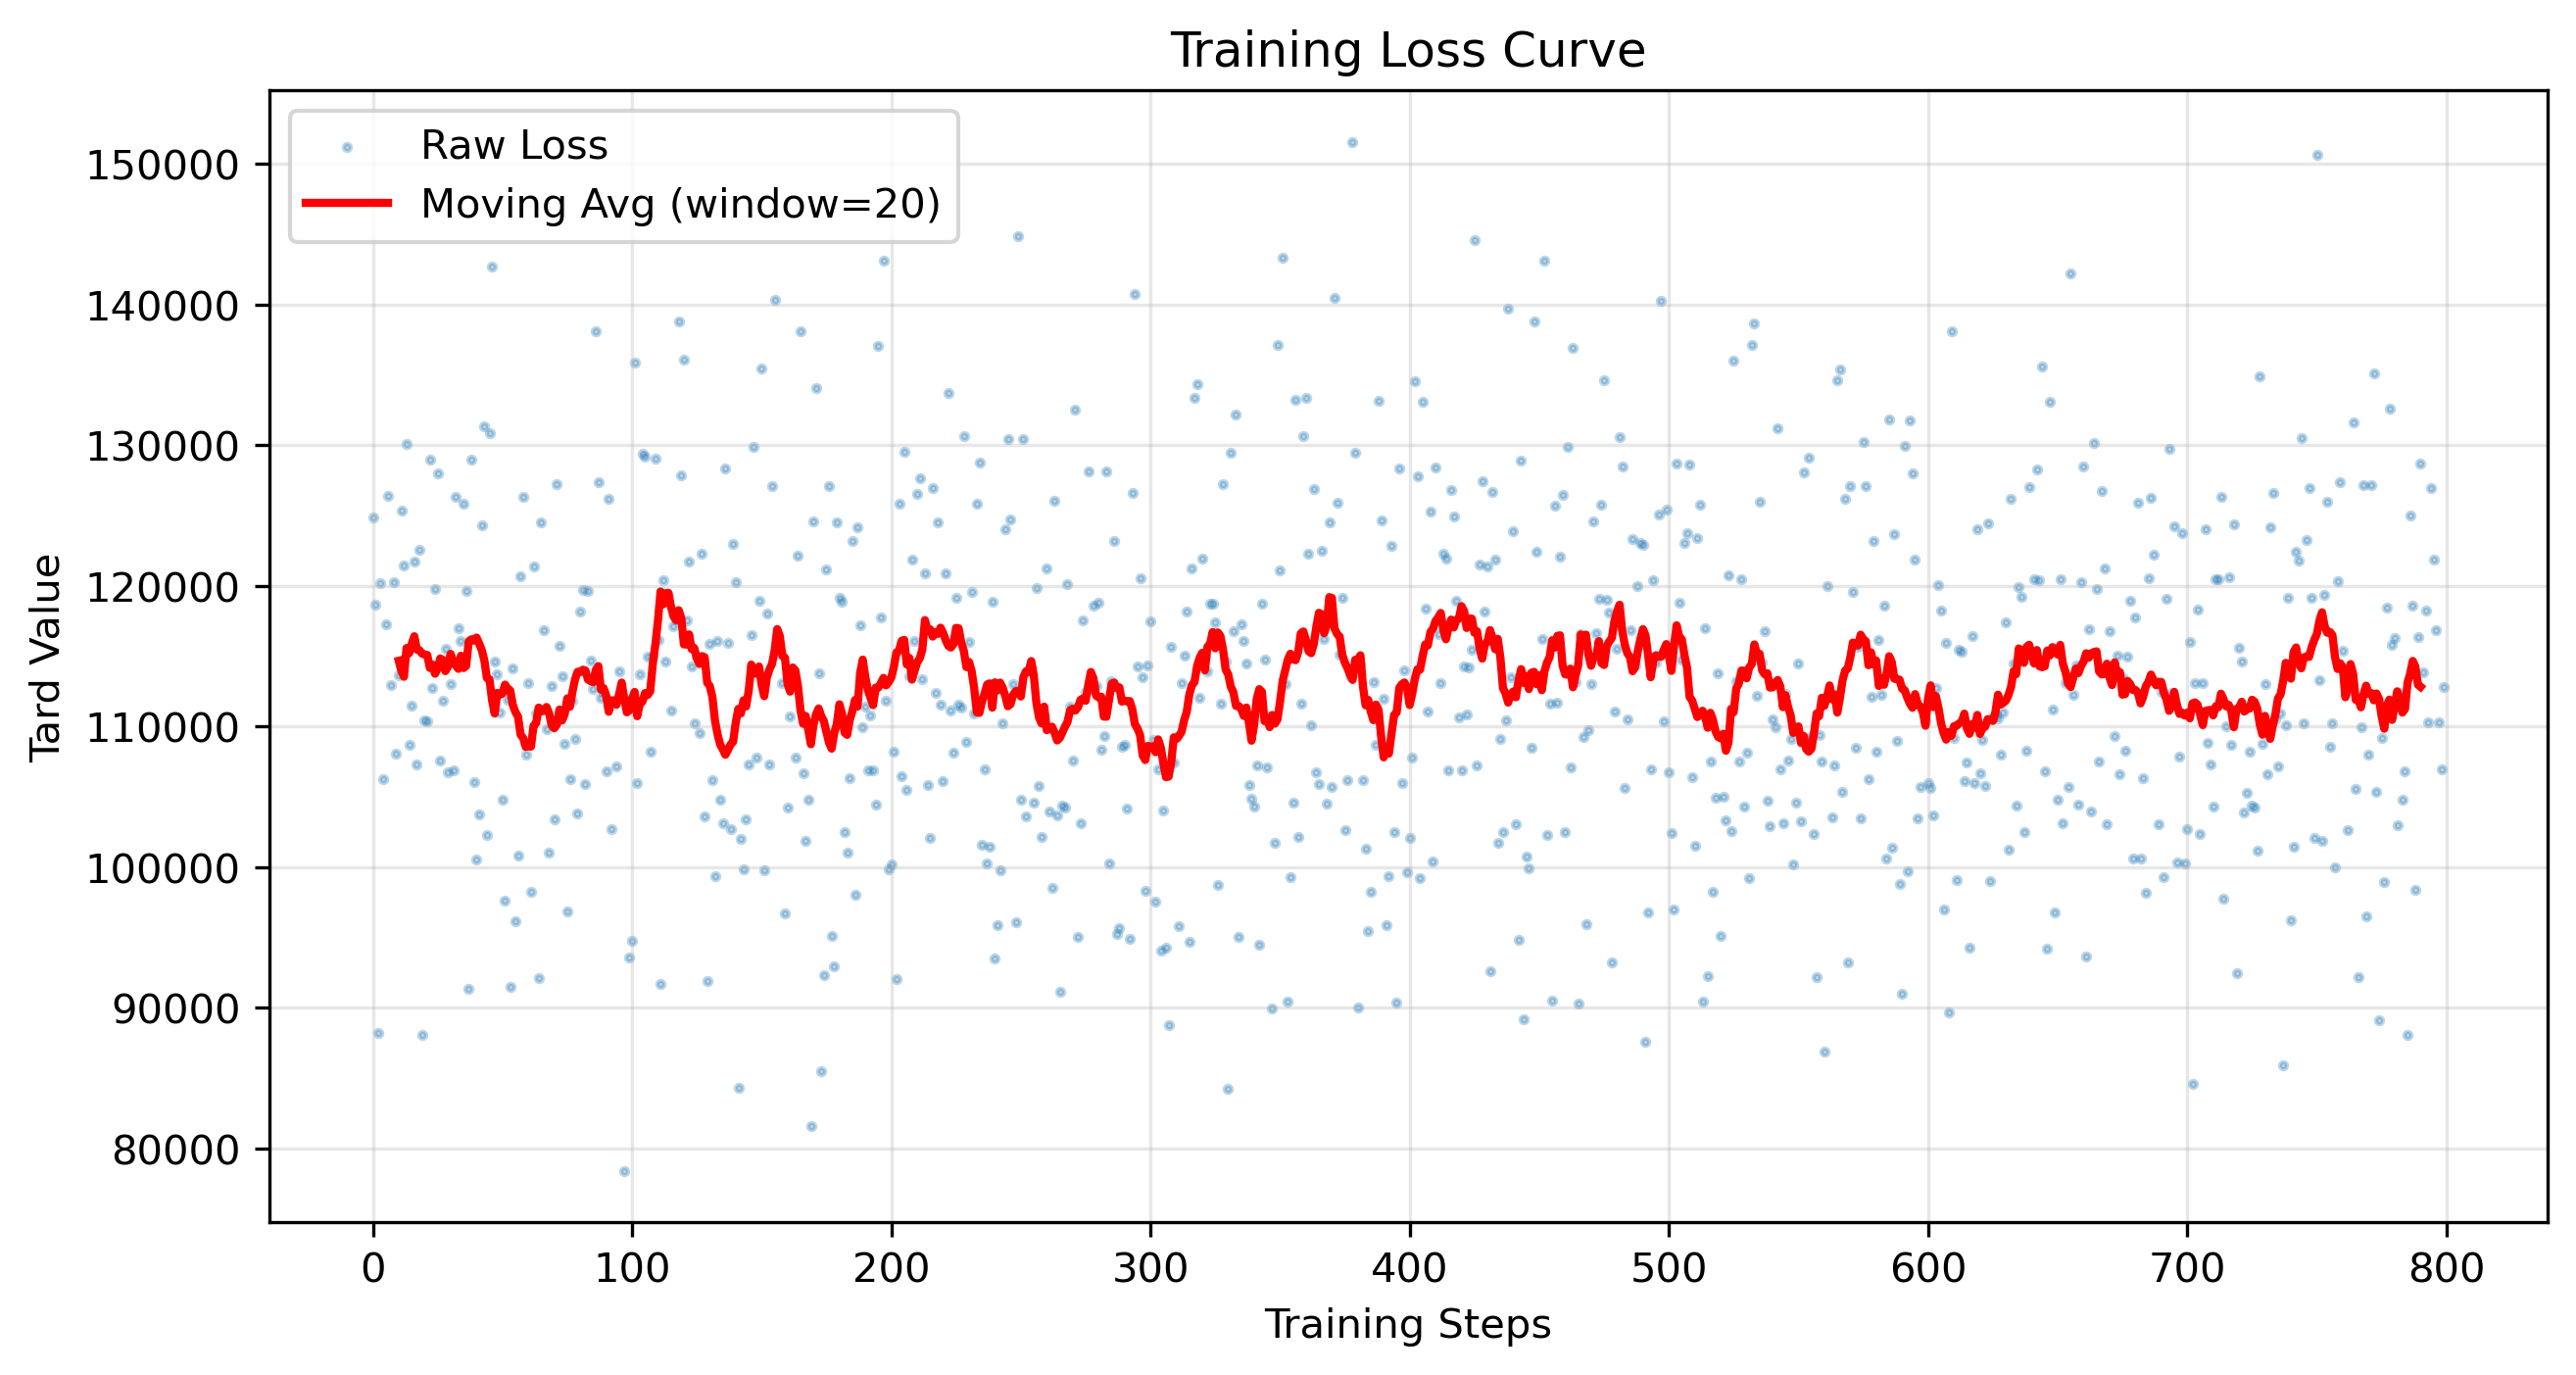 Training Loss Curve
Raw Loss
Moving Avg (window=20)
Tard Value
150000
140000
130000
120000
110000
100000
90000
80000
0 100 200 300 400 500 600 700 800
Training Steps